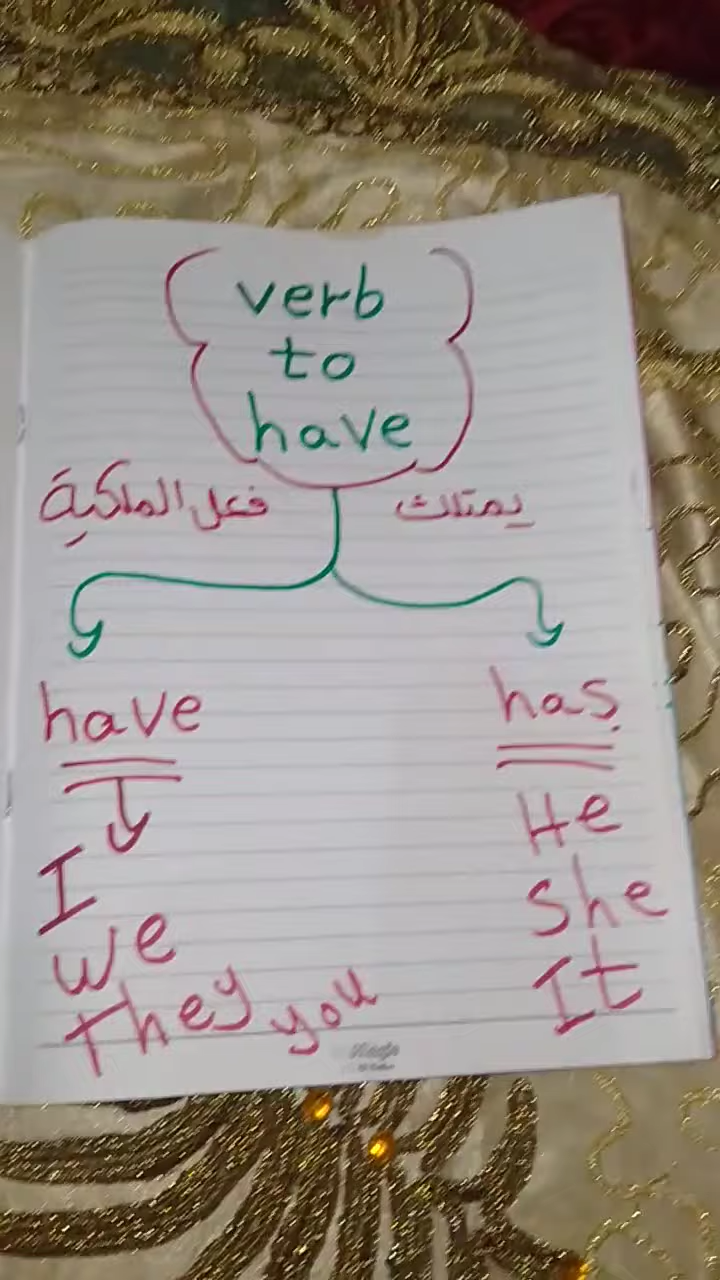 verb
to
have
يمتلك فعل الملكية
have has
I He
we She
They you It